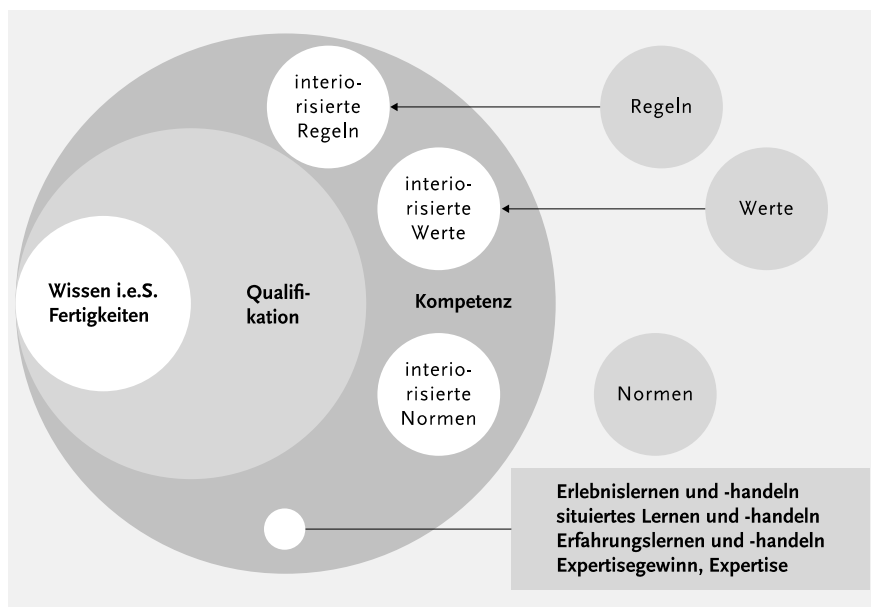 interio-
risierte
Regeln
Regeln
interio-
risierte
Werte
Werte
Wissen i.e.S.
Fertigkeiten
Qualifi-
kation
Kompetenz
interio-
risierte
Normen
Normen
Erlebnislernen und -handeln
situiertes Lernen und -handeln
Erfahrungslernen und -handeln
Expertisegewinn, Expertise